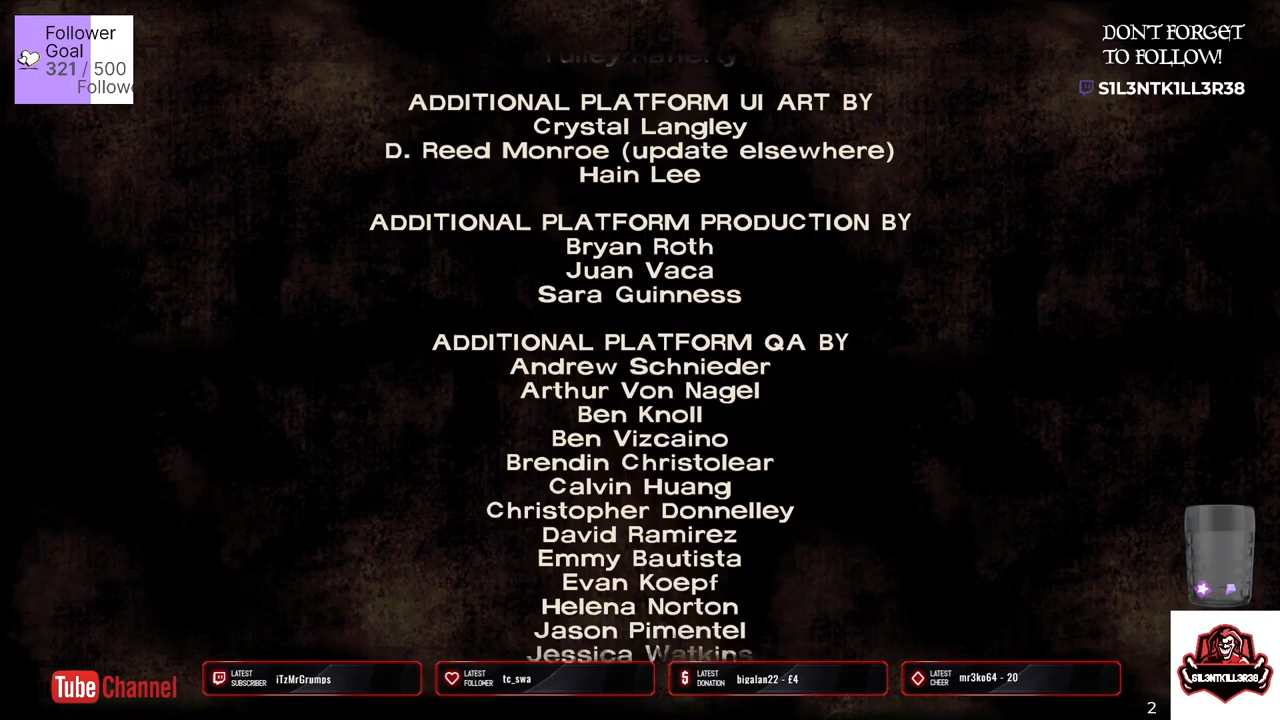 Follower
Goal
321 / 500
Followe
DON'T FORGET
TO FOLLOW!
S1L3NTK1LL3R38
ADDITIONAL PLATFORM UI ART BY
Crystal Langley
D. Reed Monroe (update elsewhere)
Hain Lee
ADDITIONAL PLATFORM PRODUCTION BY
Bryan Roth
Juan Vaca
Sara Guinness
ADDITIONAL PLATFORM QA BY
Andrew Schnieder
Arthur Von Nagel
Ben Knoll
Ben Vizcaino
Brendin Christolear
Calvin Huang
Christopher Donnelley
David Ramirez
Emmy Bautista
Evan Koepf
Helena Norton
Jason Pimentel
Jessica Watkins
YouTube Channel
LATEST SUBSCRIBER iTzMrGrumps
LATEST FOLLOWER tc_swa
LATEST DONATION bigalan22 - £4
LATEST CHEER mr3ko64 - 20
S1L3NTK1LL3R38
2